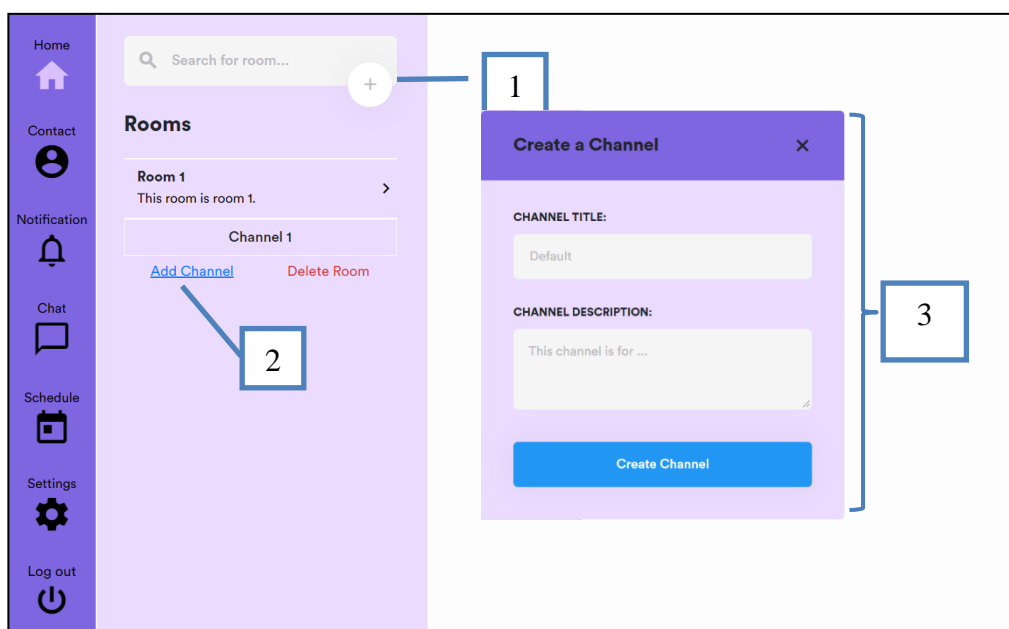 Home
Contact
Notification
Chat
Schedule
Settings
Log out
Search for room...
+
Rooms
Room 1
This room is room 1.
Channel 1
Add Channel Delete Room
1
2
Create a Channel
CHANNEL TITLE:
Default
CHANNEL DESCRIPTION:
This channel is for ...
Create Channel
3